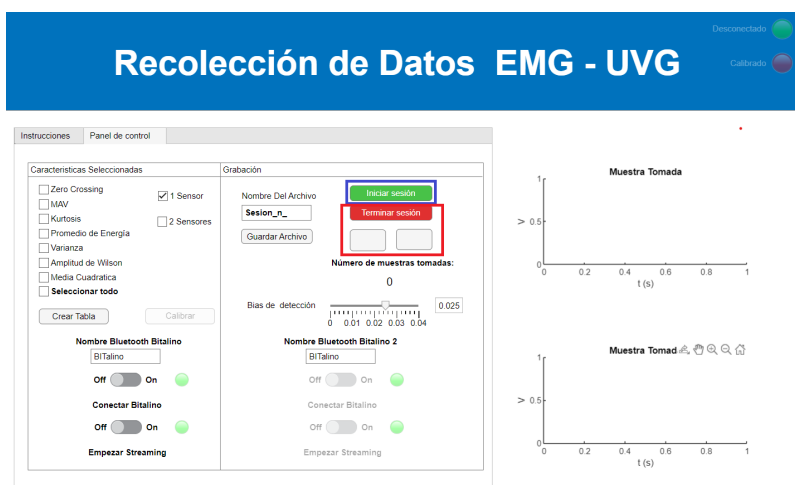 Desconectado
Recolección de Datos EMG - UVG
Calibrado
Instrucciones
Panel de control
Caracteristicas Seleccionadas
Zero Crossing
MAV
Kurtosis
Promedio de Energía
Varianza
Amplitud de Wilson
Media Cuadratica
Seleccionar todo
1 Sensor
2 Sensores
Crear Tabla
Calibrar
Nombre Bluetooth Bitalino
BITalino
Off On
Conectar Bitalino
Off On
Empezar Streaming
Grabación
Nombre Del Archivo
Sesion_n_
Guardar Archivo
Iniciar sesión
Terminar sesión
Número de muestras tomadas:
0
Bias de detección
0.025
0 0.01 0.02 0.03 0.04
Nombre Bluetooth Bitalino 2
BITalino
Off On
Conectar Bitalino
Off On
Empezar Streaming
Muestra Tomada
1
V 0.5
0
0 0.2 0.4 0.6 0.8 1
t (s)
Muestra Tomad
1
V 0.5
0
0 0.2 0.4 0.6 0.8 1
t (s)